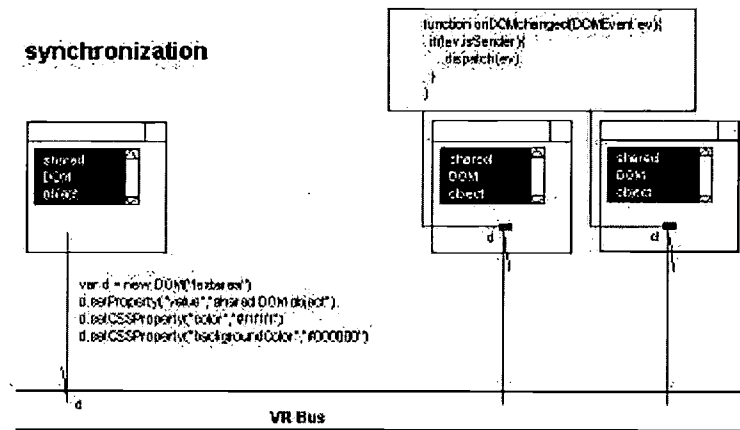 synchronization
function onDOMchanged(DOMEvent ev){
if(ev.isSender){
dispatch(ev)
}
}
shared
DOM
object
shared
DOM
object
shared
DOM
object
d
d
var d = new DOM("textarea")
d.setProperty("value","shared DOM object")
d.setCSSProperty("color","#ffffff")
d.setCSSProperty("backgroundColor","#000000")
d
VR Bus